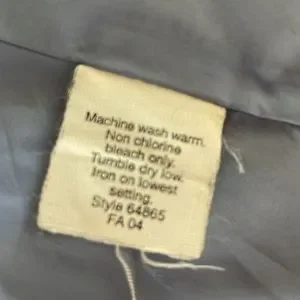 Machine wash warm.
Non chlorine
bleach only.
Tumble dry low.
Iron on lowest
setting.
Style 64865
FA 04